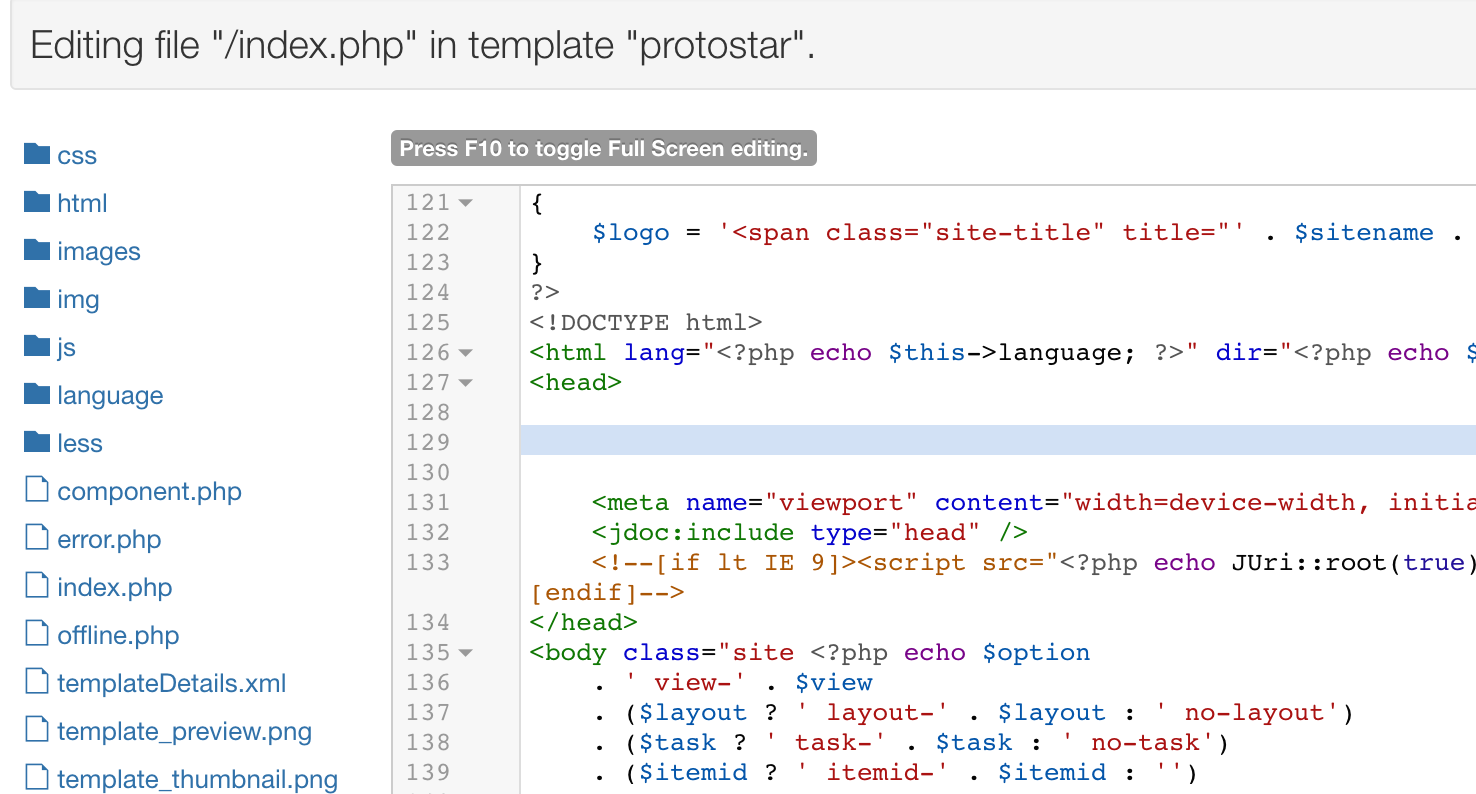 Editing file "/index.php" in template "protostar".
css
html
images
img
js
language
less
component.php
error.php
index.php
offline.php
templateDetails.xml
template_preview.png
template_thumbnail.png
Press F10 to toggle Full Screen editing.
121 {
122 $logo = '<span class="site-title" title="' . $sitename .
123 }
124 ?>
125 <!DOCTYPE html>
126 <html lang="<?php echo $this->language; ?>" dir="<?php echo $
127 <head>
128
129
130
131 <meta name="viewport" content="width=device-width, initia
132 <jdoc:include type="head" />
133 <!--[if lt IE 9]><script src="<?php echo JUri::root(true)
[endif]-->
134 </head>
135 <body class="site <?php echo $option
136 . ' view-' . $view
137 . ($layout ? ' layout-' . $layout : ' no-layout')
138 . ($task ? ' task-' . $task : ' no-task')
139 . ($itemid ? ' itemid-' . $itemid : '')